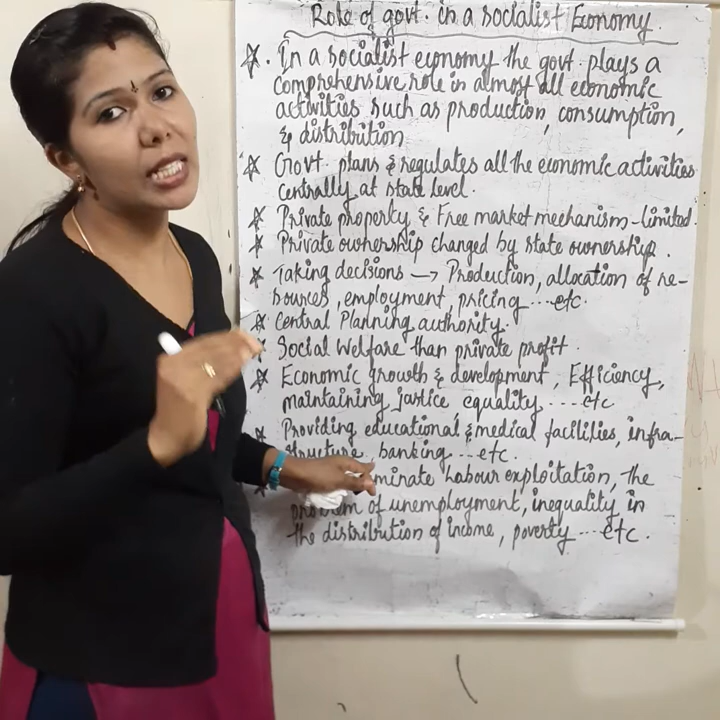 Role of govt. in a socialist Economy.
☆. In a socialist economy the govt. plays a
comprehensive role in almost all economic
activities such as production, consumption,
& distribution
☆ Govt. plans & regulates all the economic activities
centrally at state level.
☆ Private property & Free market mechanism - Limited.
☆ Private ownership changed by state ownership.
☆ Taking decisions → Production, allocation of re-
sources, employment, pricing ... etc.
☆ Central Planning authority.
Social Welfare than private profit.
☆ Economic growth & development, Efficiency,
maintaining justice equality .... etc
☆ Providing educational, & medical facilities, infra-
structure, banking ... etc.
minate labour exploitation, the
problem of unemployment, inequality in
the distribution of income, poverty ... etc.